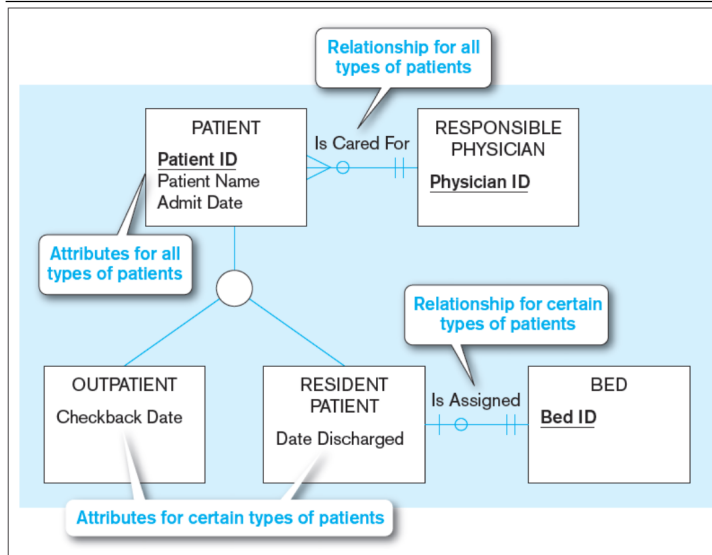 Relationship for all
types of patients
PATIENT
Patient ID
Patient Name
Admit Date
Is Cared For
RESPONSIBLE
PHYSICIAN
Physician ID
Attributes for all
types of patients
Relationship for certain
types of patients
OUTPATIENT
Checkback Date
RESIDENT
PATIENT
Date Discharged
Is Assigned
BED
Bed ID
Attributes for certain types of patients